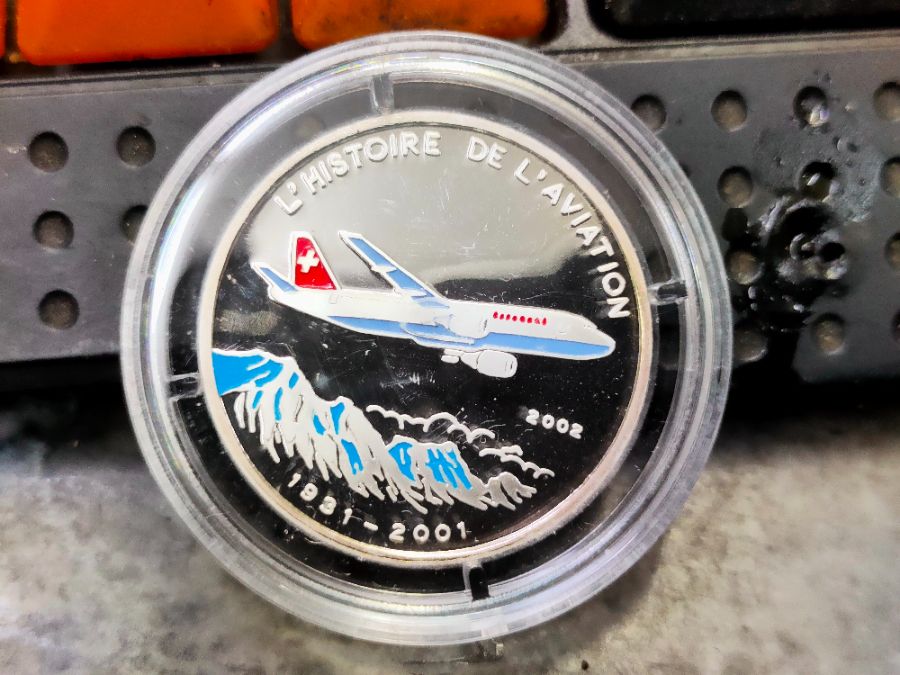 L'HISTOIRE DE L'AVIATION
2002
1931-2001